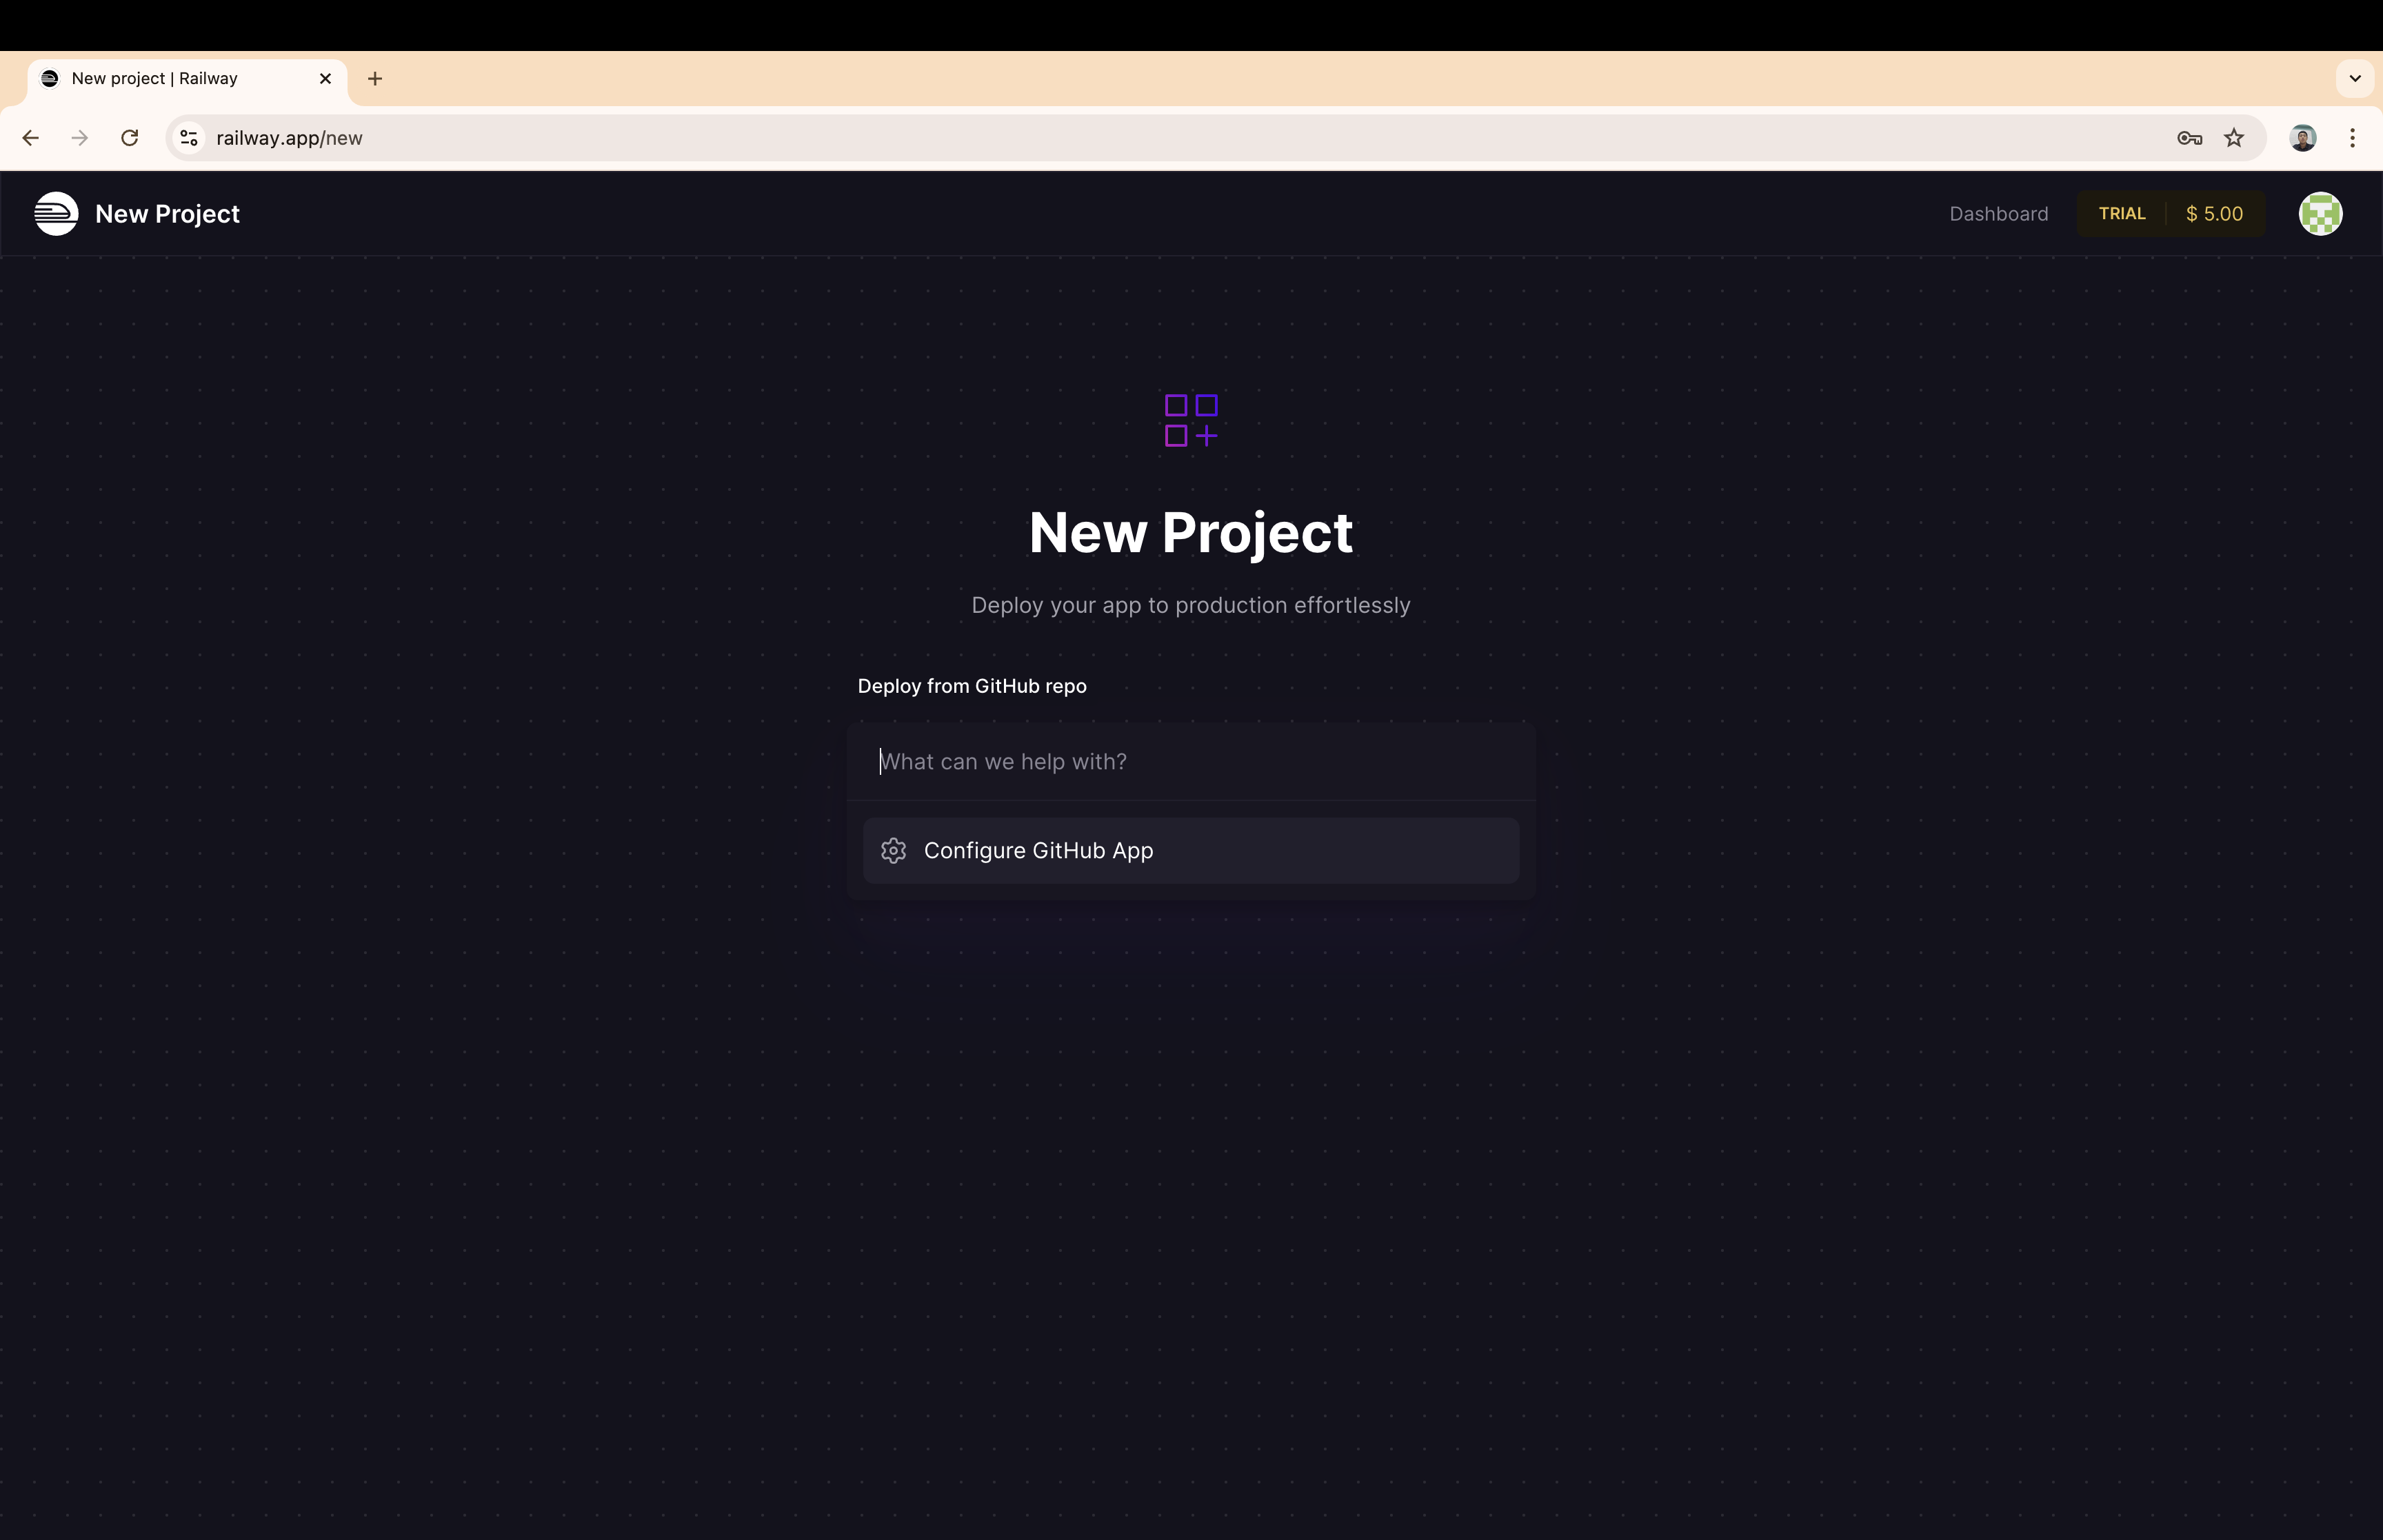 New project | Railway
railway.app/new
New Project
Dashboard
TRIAL
$ 5.00
New Project
Deploy your app to production effortlessly
Deploy from GitHub repo
What can we help with?
Configure GitHub App